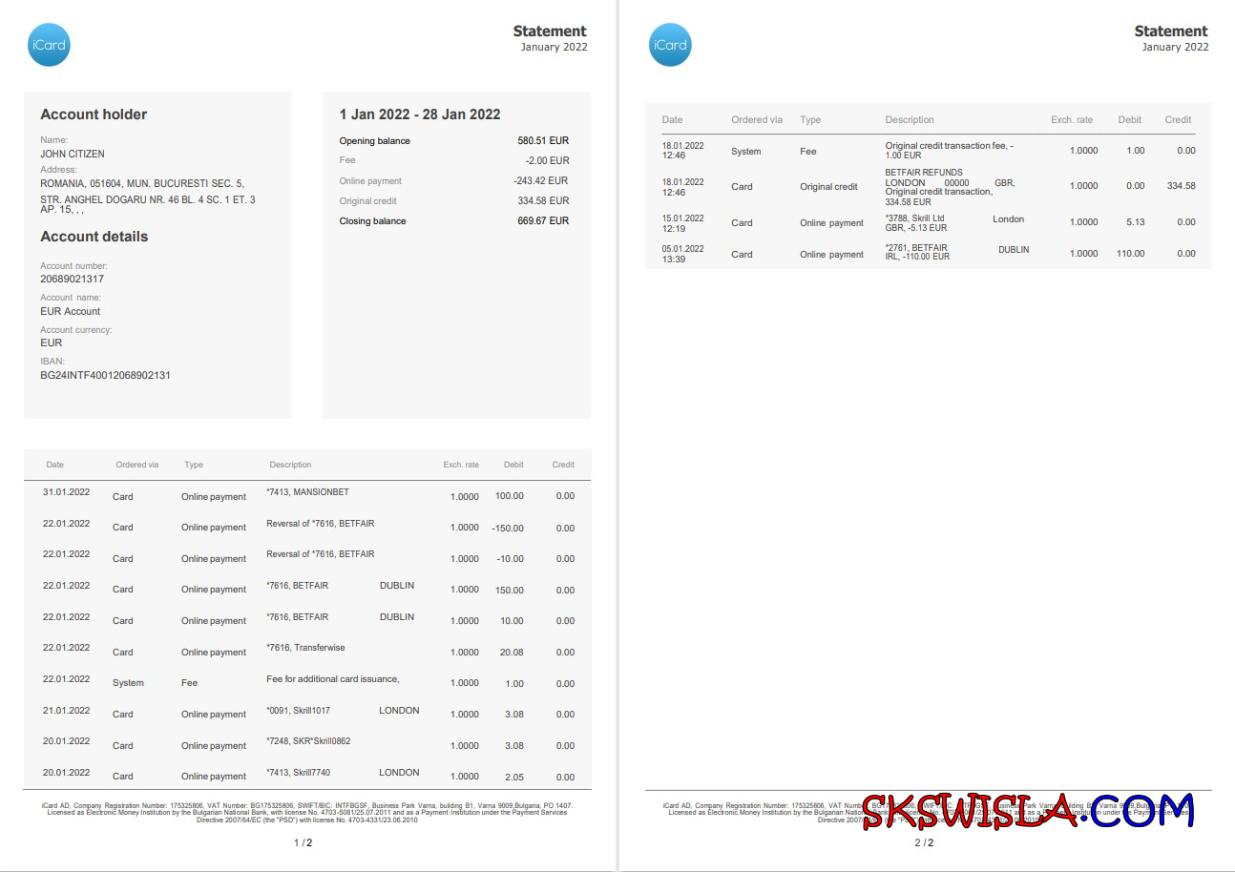 iCard
Statement
January 2022
Account holder
Name:
JOHN CITIZEN
Address:
ROMANIA, 051604, MUN. BUCURESTI SEC. 5,
STR. ANGHEL DOGARU NR. 46 BL. 4 SC. 1 ET. 3
AP. 15, , ,
Account details
Account number:
20689021317
Account name:
EUR Account
Account currency:
EUR
IBAN:
BG24INTF40012068902131
1 Jan 2022 - 28 Jan 2022
Opening balance 580.51 EUR
Fee -2.00 EUR
Online payment -243.42 EUR
Original credit 334.58 EUR
Closing balance 669.67 EUR
Date Ordered via Type Description Exch. rate Debit Credit
31.01.2022 Card Online payment *7413, MANSIONBET 1.0000 100.00 0.00
22.01.2022 Card Online payment Reversal of *7616, BETFAIR 1.0000 -150.00 0.00
22.01.2022 Card Online payment Reversal of *7616, BETFAIR 1.0000 -10.00 0.00
22.01.2022 Card Online payment *7616, BETFAIR DUBLIN 1.0000 150.00 0.00
22.01.2022 Card Online payment *7616, BETFAIR DUBLIN 1.0000 10.00 0.00
22.01.2022 Card Online payment *7616, Transferwise 1.0000 20.08 0.00
22.01.2022 System Fee Fee for additional card issuance, 1.0000 1.00 0.00
21.01.2022 Card Online payment *0091, Skrill1017 LONDON 1.0000 3.08 0.00
20.01.2022 Card Online payment *7248, SKR*Skrill0862 1.0000 3.08 0.00
20.01.2022 Card Online payment *7413, Skrill7740 LONDON 1.0000 2.05 0.00
iCard AD, Company Registration Number: 175325806, VAT Number: BG175325806, SWIFT/BIC: INTFBGSF, Business Park Varna, building B1, Varna 9009,Bulgaria, PO 1407.
Licensed as Electronic Money Institution by the Bulgarian National Bank, with license No. 4703-5081/25.07.2011 and as a Payment Institution under the Payment Services
Directive 2007/64/EC (the "PSD") with license No. 4703-4331/23.06.2010
1 / 2
iCard
Statement
January 2022
Date Ordered via Type Description Exch. rate Debit Credit
18.01.2022
12:46
System Fee
Original credit transaction fee, -
1.00 EUR
1.0000 1.00 0.00
18.01.2022
12:46
Card Original credit
BETFAIR REFUNDS
LONDON 00000 GBR,
Original credit transaction,
334.58 EUR
1.0000 0.00 334.58
15.01.2022
12:19
Card Online payment
*3788, Skrill Ltd London
GBR, -5.13 EUR
1.0000 5.13 0.00
05.01.2022
13:39
Card Online payment
*2761, BETFAIR DUBLIN
IRL, -110.00 EUR
1.0000 110.00 0.00
iCard AD, Company Registration Number: 175325806, VAT
Licensed as Electronic Money Institution by the Bulgarian
Directive
SKSWISLA.COM
2 / 2